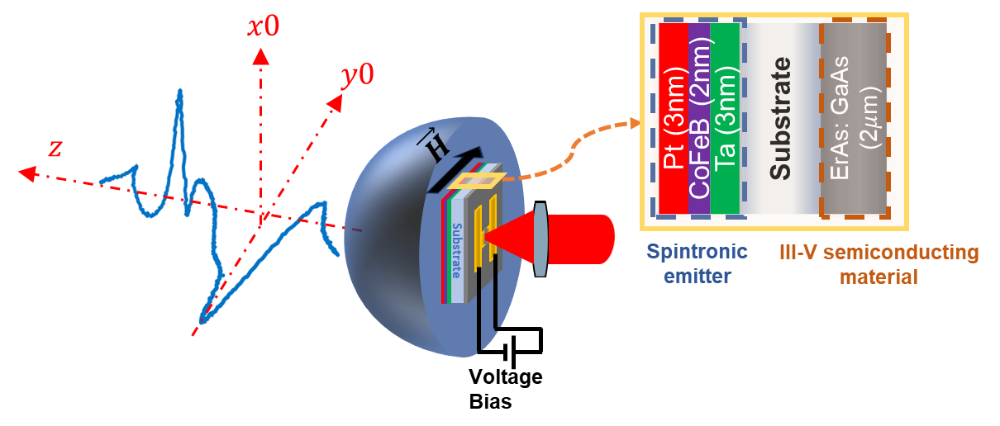 x0
y0
z
H
Substrate
Voltage
Bias
Pt (3nm)
CoFeB (2nm)
Ta (3nm)
Substrate
ErAs: GaAs
(2μm)
Spintronic
emitter
III-V semiconducting
material